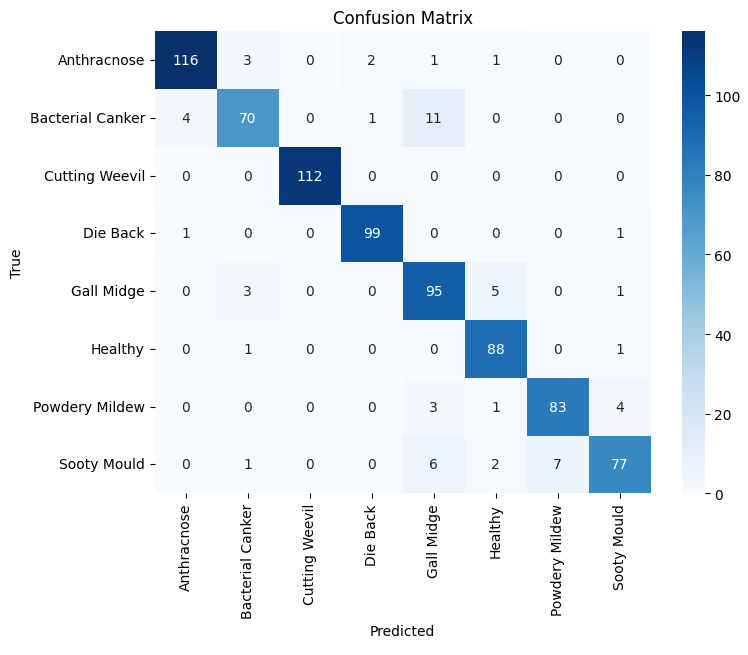 Confusion Matrix
True
Anthracnose 116 3 0 2 1 1 0 0
Bacterial Canker 4 70 0 1 11 0 0 0
Cutting Weevil 0 0 112 0 0 0 0 0
Die Back 1 0 0 99 0 0 0 1
Gall Midge 0 3 0 0 95 5 0 1
Healthy 0 1 0 0 0 88 0 1
Powdery Mildew 0 0 0 0 3 1 83 4
Sooty Mould 0 1 0 0 6 2 7 77
Anthracnose
Bacterial Canker
Cutting Weevil
Die Back
Gall Midge
Healthy
Powdery Mildew
Sooty Mould
Predicted
100
80
60
40
20
0